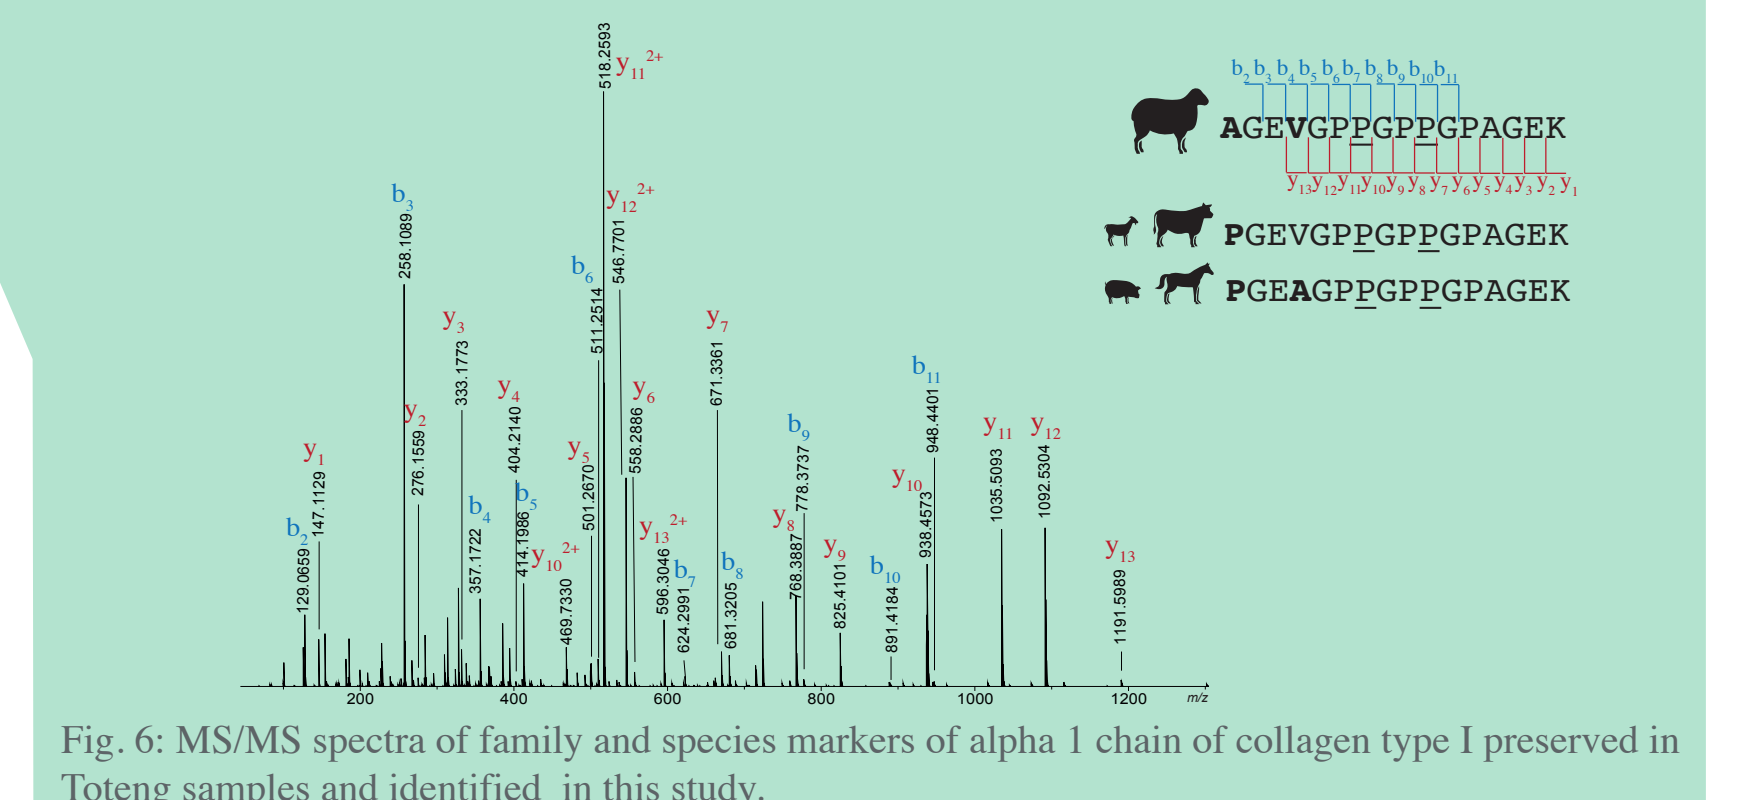 518.2593
y11 2+
b2 b3 b4 b5 b6 b7 b8 b9 b10 b11
AGEVGPPGPPGPAGEK
y13 y12 y11 y10 y9 y8 y7 y6 y5 y4 y3 y2 y1
PGEVGPPGPPGPAGEK
PGEAGPPGPPGPAGEK
b3
258.1089
y12 2+
546.7701
b6
511.2514
y3
333.1773
y7
671.3361
y4
404.2140
y6
558.2886
b11
948.4401
y2
276.1559
y1
147.1129
y5
501.2670
b9
778.3737
y11
1035.5093
y12
1092.5304
y10
938.4573
b4
357.1722
b5
414.1986
b2
129.0659
y10 2+
469.7330
y13 2+
596.3046
b7
624.2991
b8
681.3205
y8
768.3887
y9
825.4101
b10
891.4184
y13
1191.5989
200 400 600 800 1000 1200 m/z
Fig. 6: MS/MS spectra of family and species markers of alpha 1 chain of collagen type I preserved in
Toteng samples and identified in this study.